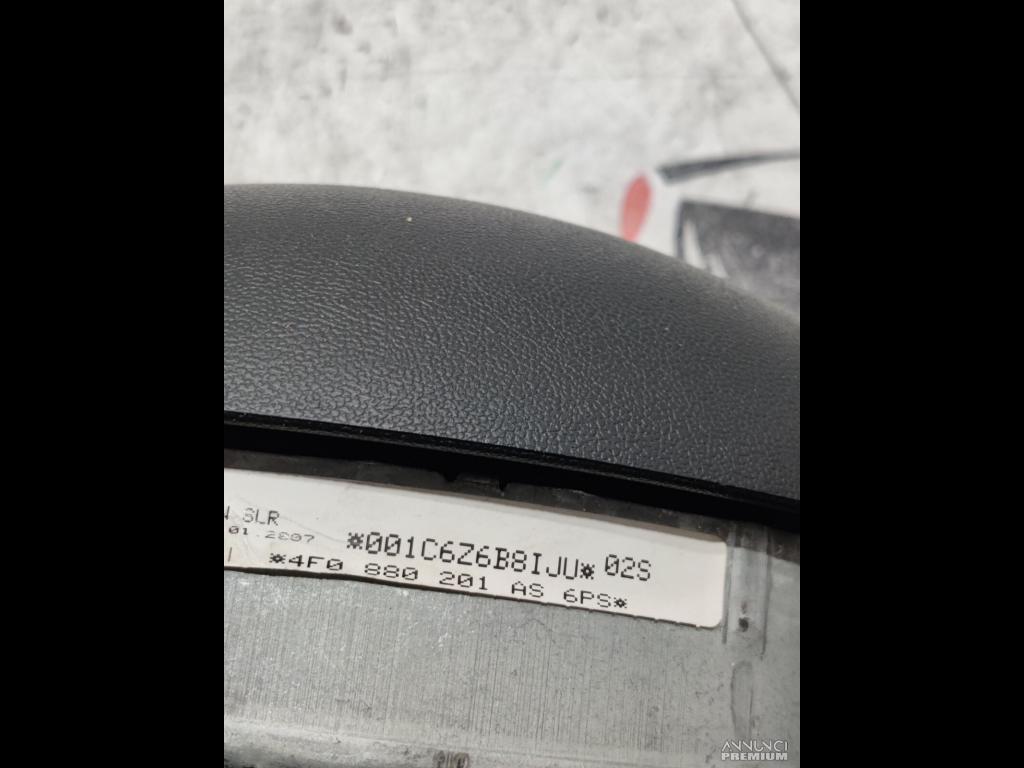 SLR
01.2007
*001C6Z6B8IJU* 02S
*4F0 880 201 AS 6PS*
ANNUNCI
PREMIUM